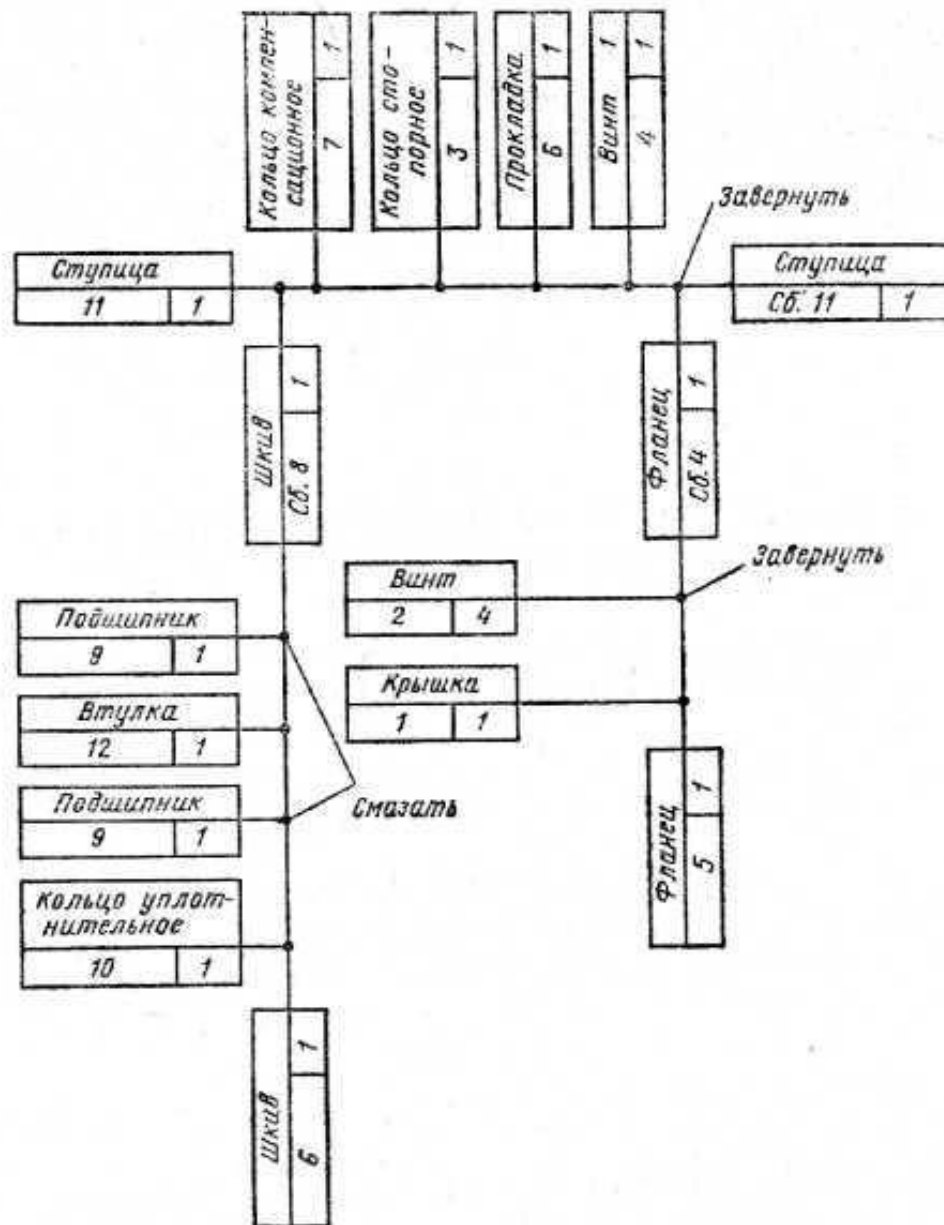 Кольцо компен-
сационное
7 1
Кольцо сто-
порное
3 1
Прокладка
6 1
Винт 1
4 1
Завернуть
Ступица
11 1
Ступица
Сб. 11 1
Шкив
Сб. 8 1
Фланец
Сб. 4 1
Завернуть
Винт
2 4
Подшипник
9 1
Крышка
1 1
Втулка
12 1
Подшипник
9 1
Смазать
Фланец
5 1
Кольцо уплот-
нительное
10 1
Шкив
6 1